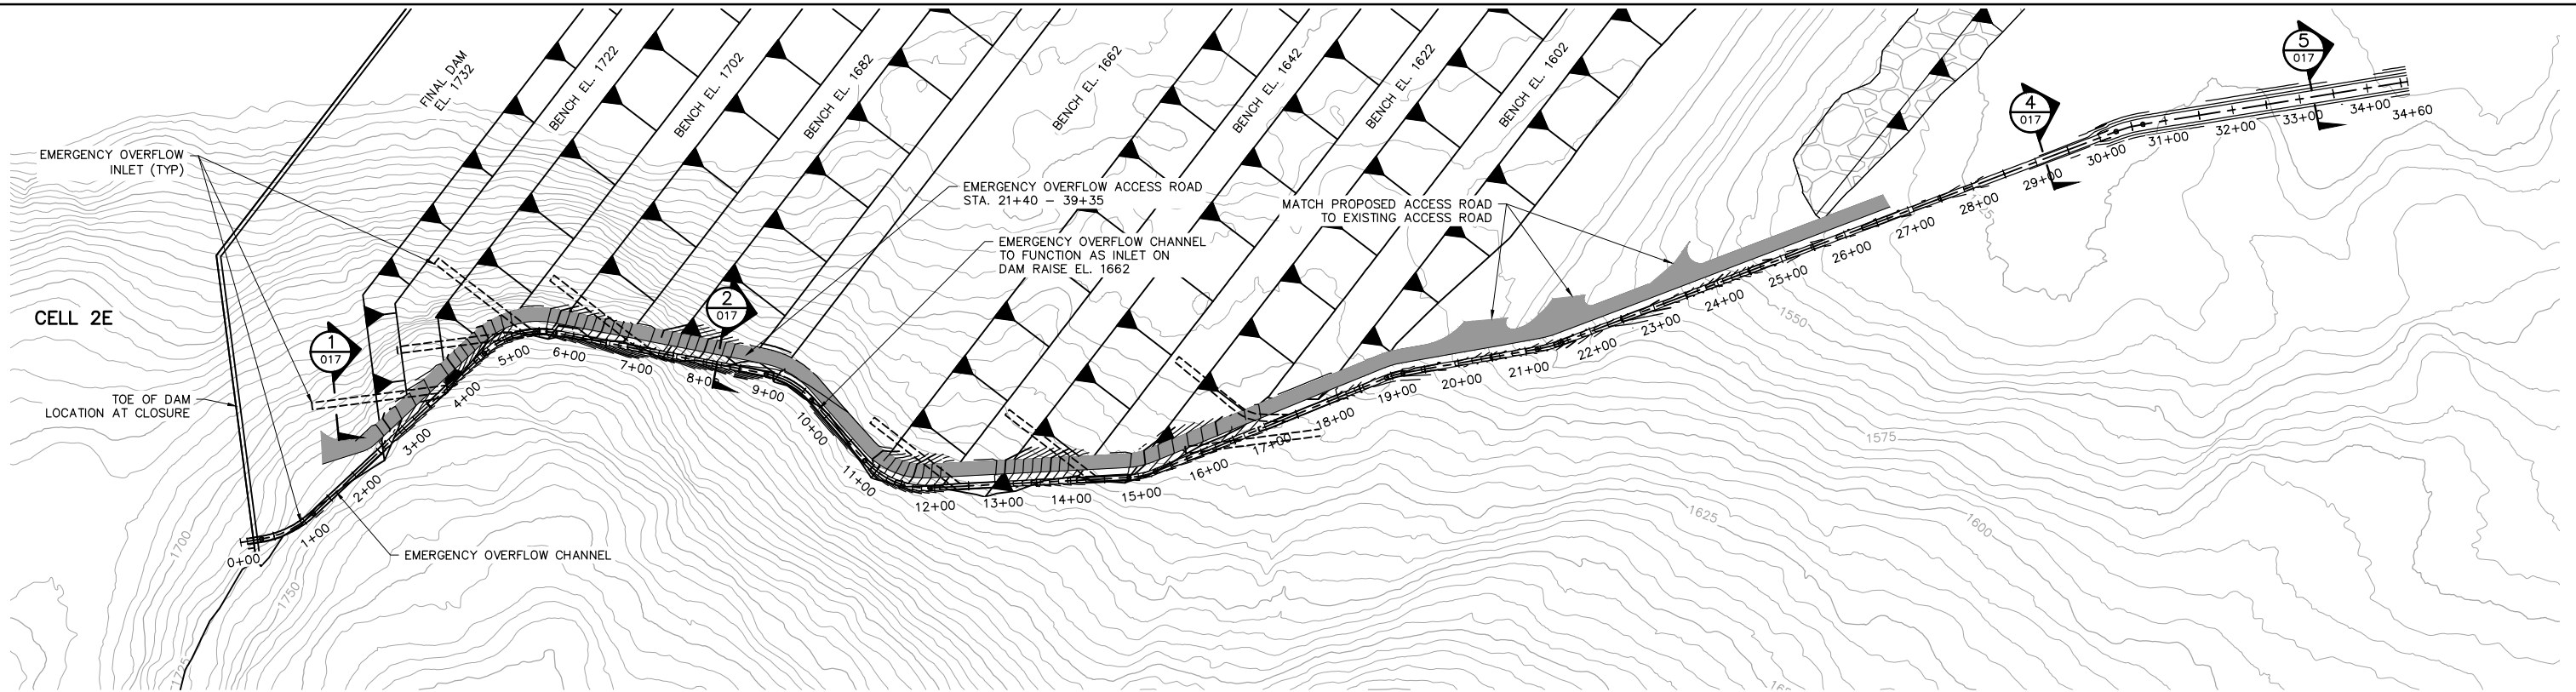 FINAL DAM
EL. 1732
BENCH EL. 1722
BENCH EL. 1702
BENCH EL. 1682
BENCH EL. 1662
BENCH EL. 1642
BENCH EL. 1622
BENCH EL. 1602
5
017
4
017
EMERGENCY OVERFLOW
INLET (TYP)
EMERGENCY OVERFLOW ACCESS ROAD
STA. 21+40 – 39+35
MATCH PROPOSED ACCESS ROAD
TO EXISTING ACCESS ROAD
EMERGENCY OVERFLOW CHANNEL
TO FUNCTION AS INLET ON
DAM RAISE EL. 1662
CELL 2E
1
017
2
017
TOE OF DAM
LOCATION AT CLOSURE
EMERGENCY OVERFLOW CHANNEL
0+00
1+00
2+00
3+00
4+00
5+00
6+00
7+00
8+00
9+00
10+00
11+00
12+00
13+00
14+00
15+00
16+00
17+00
18+00
19+00
20+00
21+00
22+00
23+00
24+00
25+00
26+00
27+00
28+00
29+00
30+00
31+00
32+00
33+00
34+00
34+60
1550
1575
1600
1625
1700
1750
1725